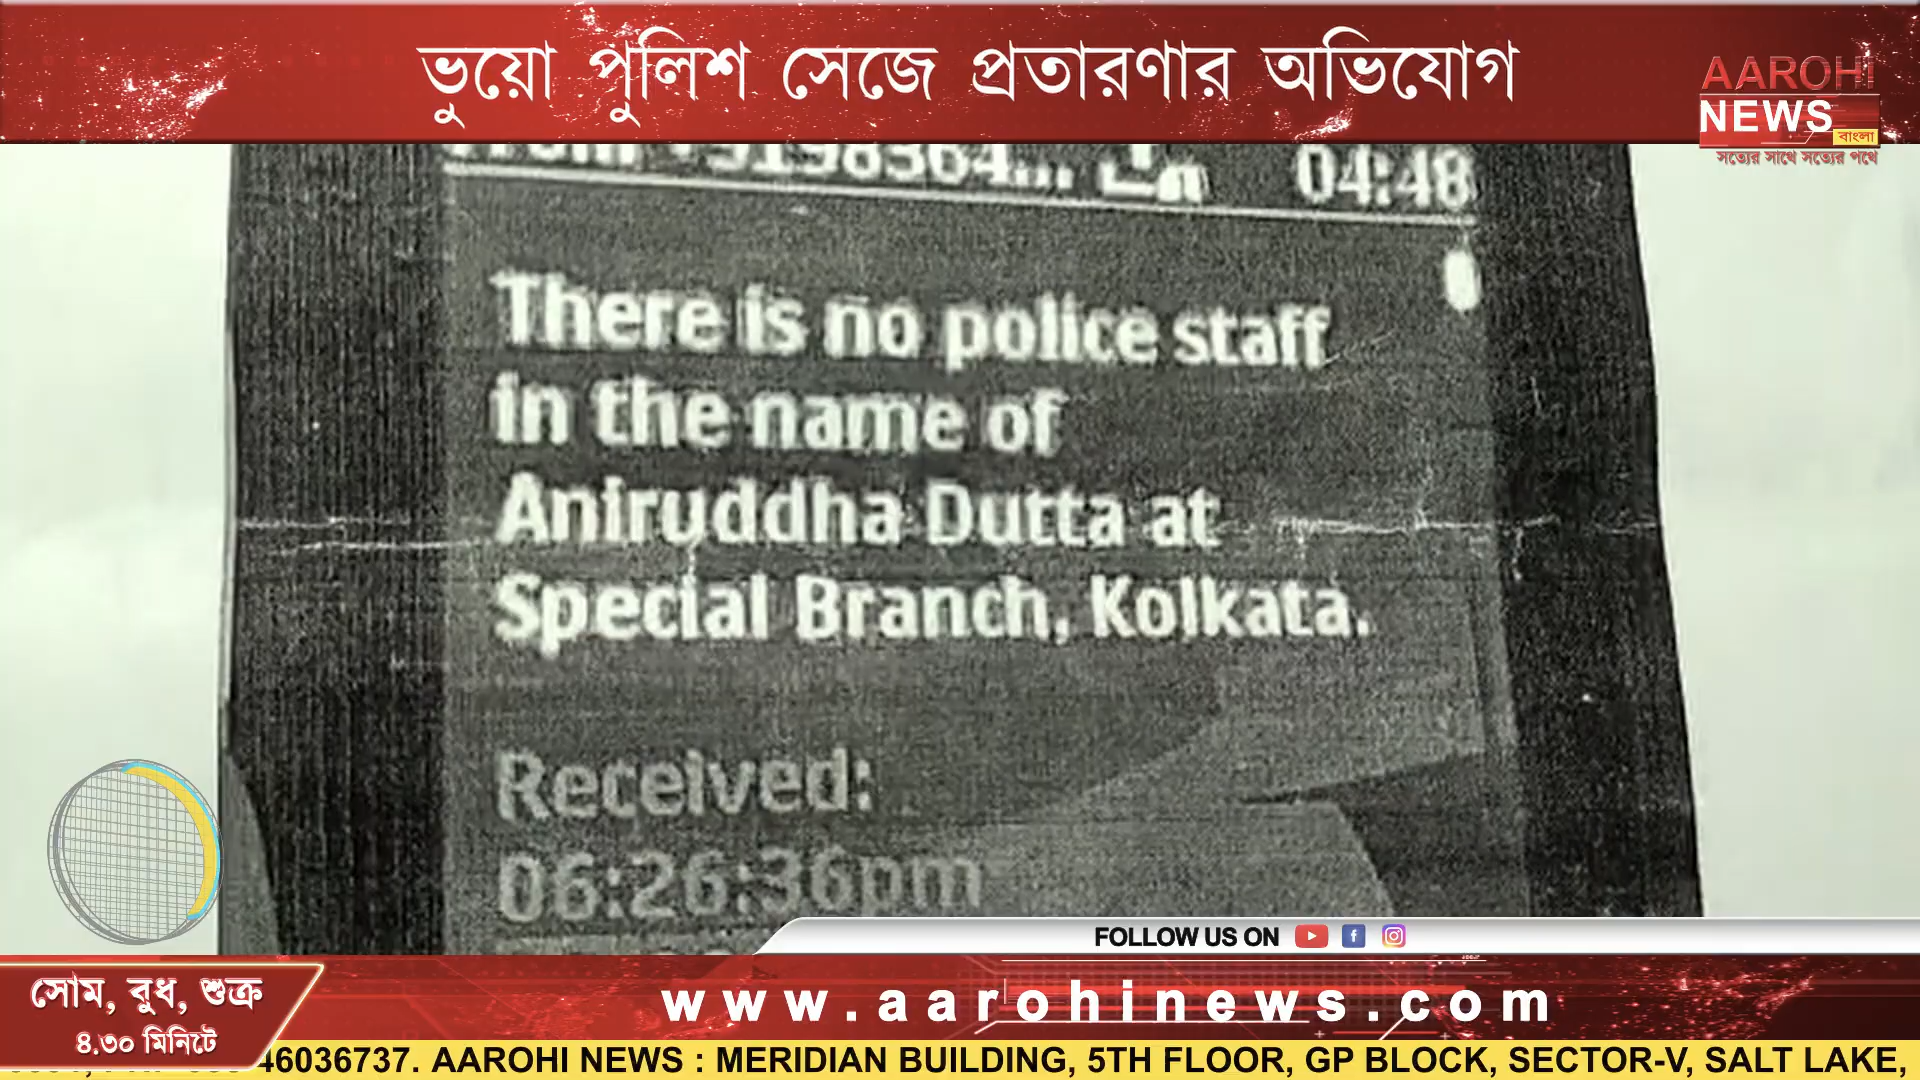 ভুয়ো পুলিশ সেজে প্রতারণার অভিযোগ
AAROHI
NEWS
বাংলা
সত্যের সাথে সত্যের পথে
04:48
There is no police staff
in the name of
Aniruddha Dutta at
Special Branch, Kolkata.
Received:
06:26:36pm
FOLLOW US ON
সোম, বুধ, শুক্র
৪.৩০ মিনিটে
www.aarohinews.com
46036737. AAROHI NEWS : MERIDIAN BUILDING, 5TH FLOOR, GP BLOCK, SECTOR-V, SALT LAKE,